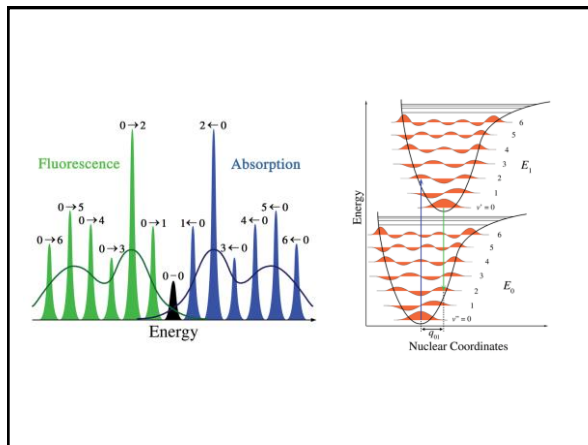 0→2
2←0
Fluorescence
Absorption
0→5
5←0
0→4
0→1
1←0
4←0
0→6
0→3
3←0
6←0
0–0
Energy
Energy
6
5
4
3
2
1
v' = 0
E1
6
5
4
3
2
1
v'' = 0
E0
q01
Nuclear Coordinates